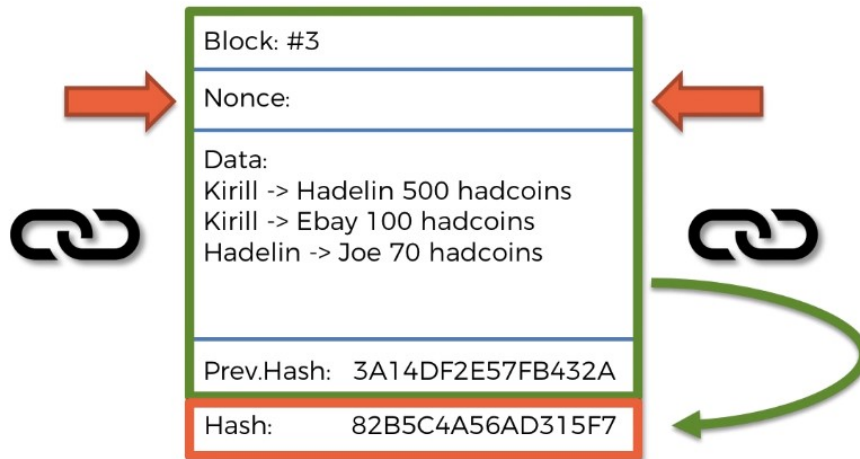 Block: #3
Nonce:
Data:
Kirill -> Hadelin 500 hadcoins
Kirill -> Ebay 100 hadcoins
Hadelin -> Joe 70 hadcoins
Prev.Hash: 3A14DF2E57FB432A
Hash: 82B5C4A56AD315F7